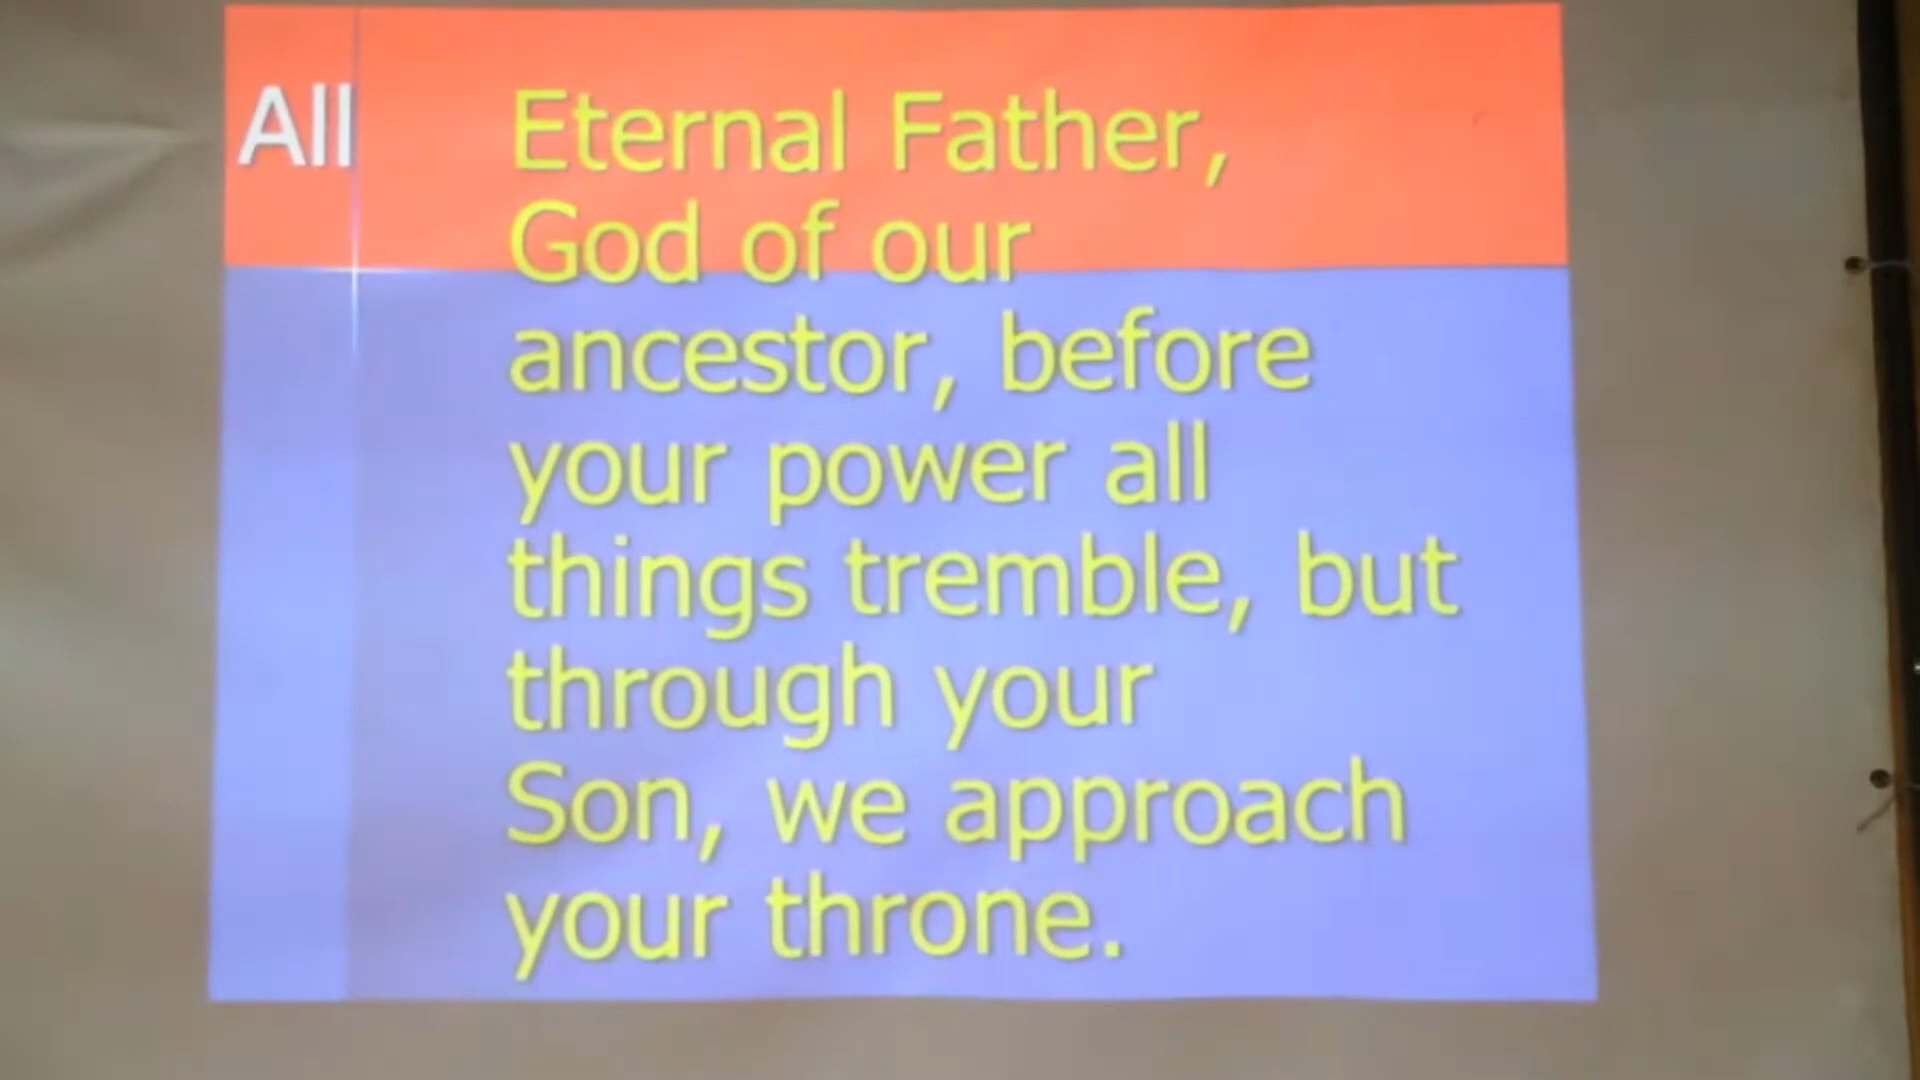 All
Eternal Father,
God of our
ancestor, before
your power all
things tremble, but
through your
Son, we approach
your throne.